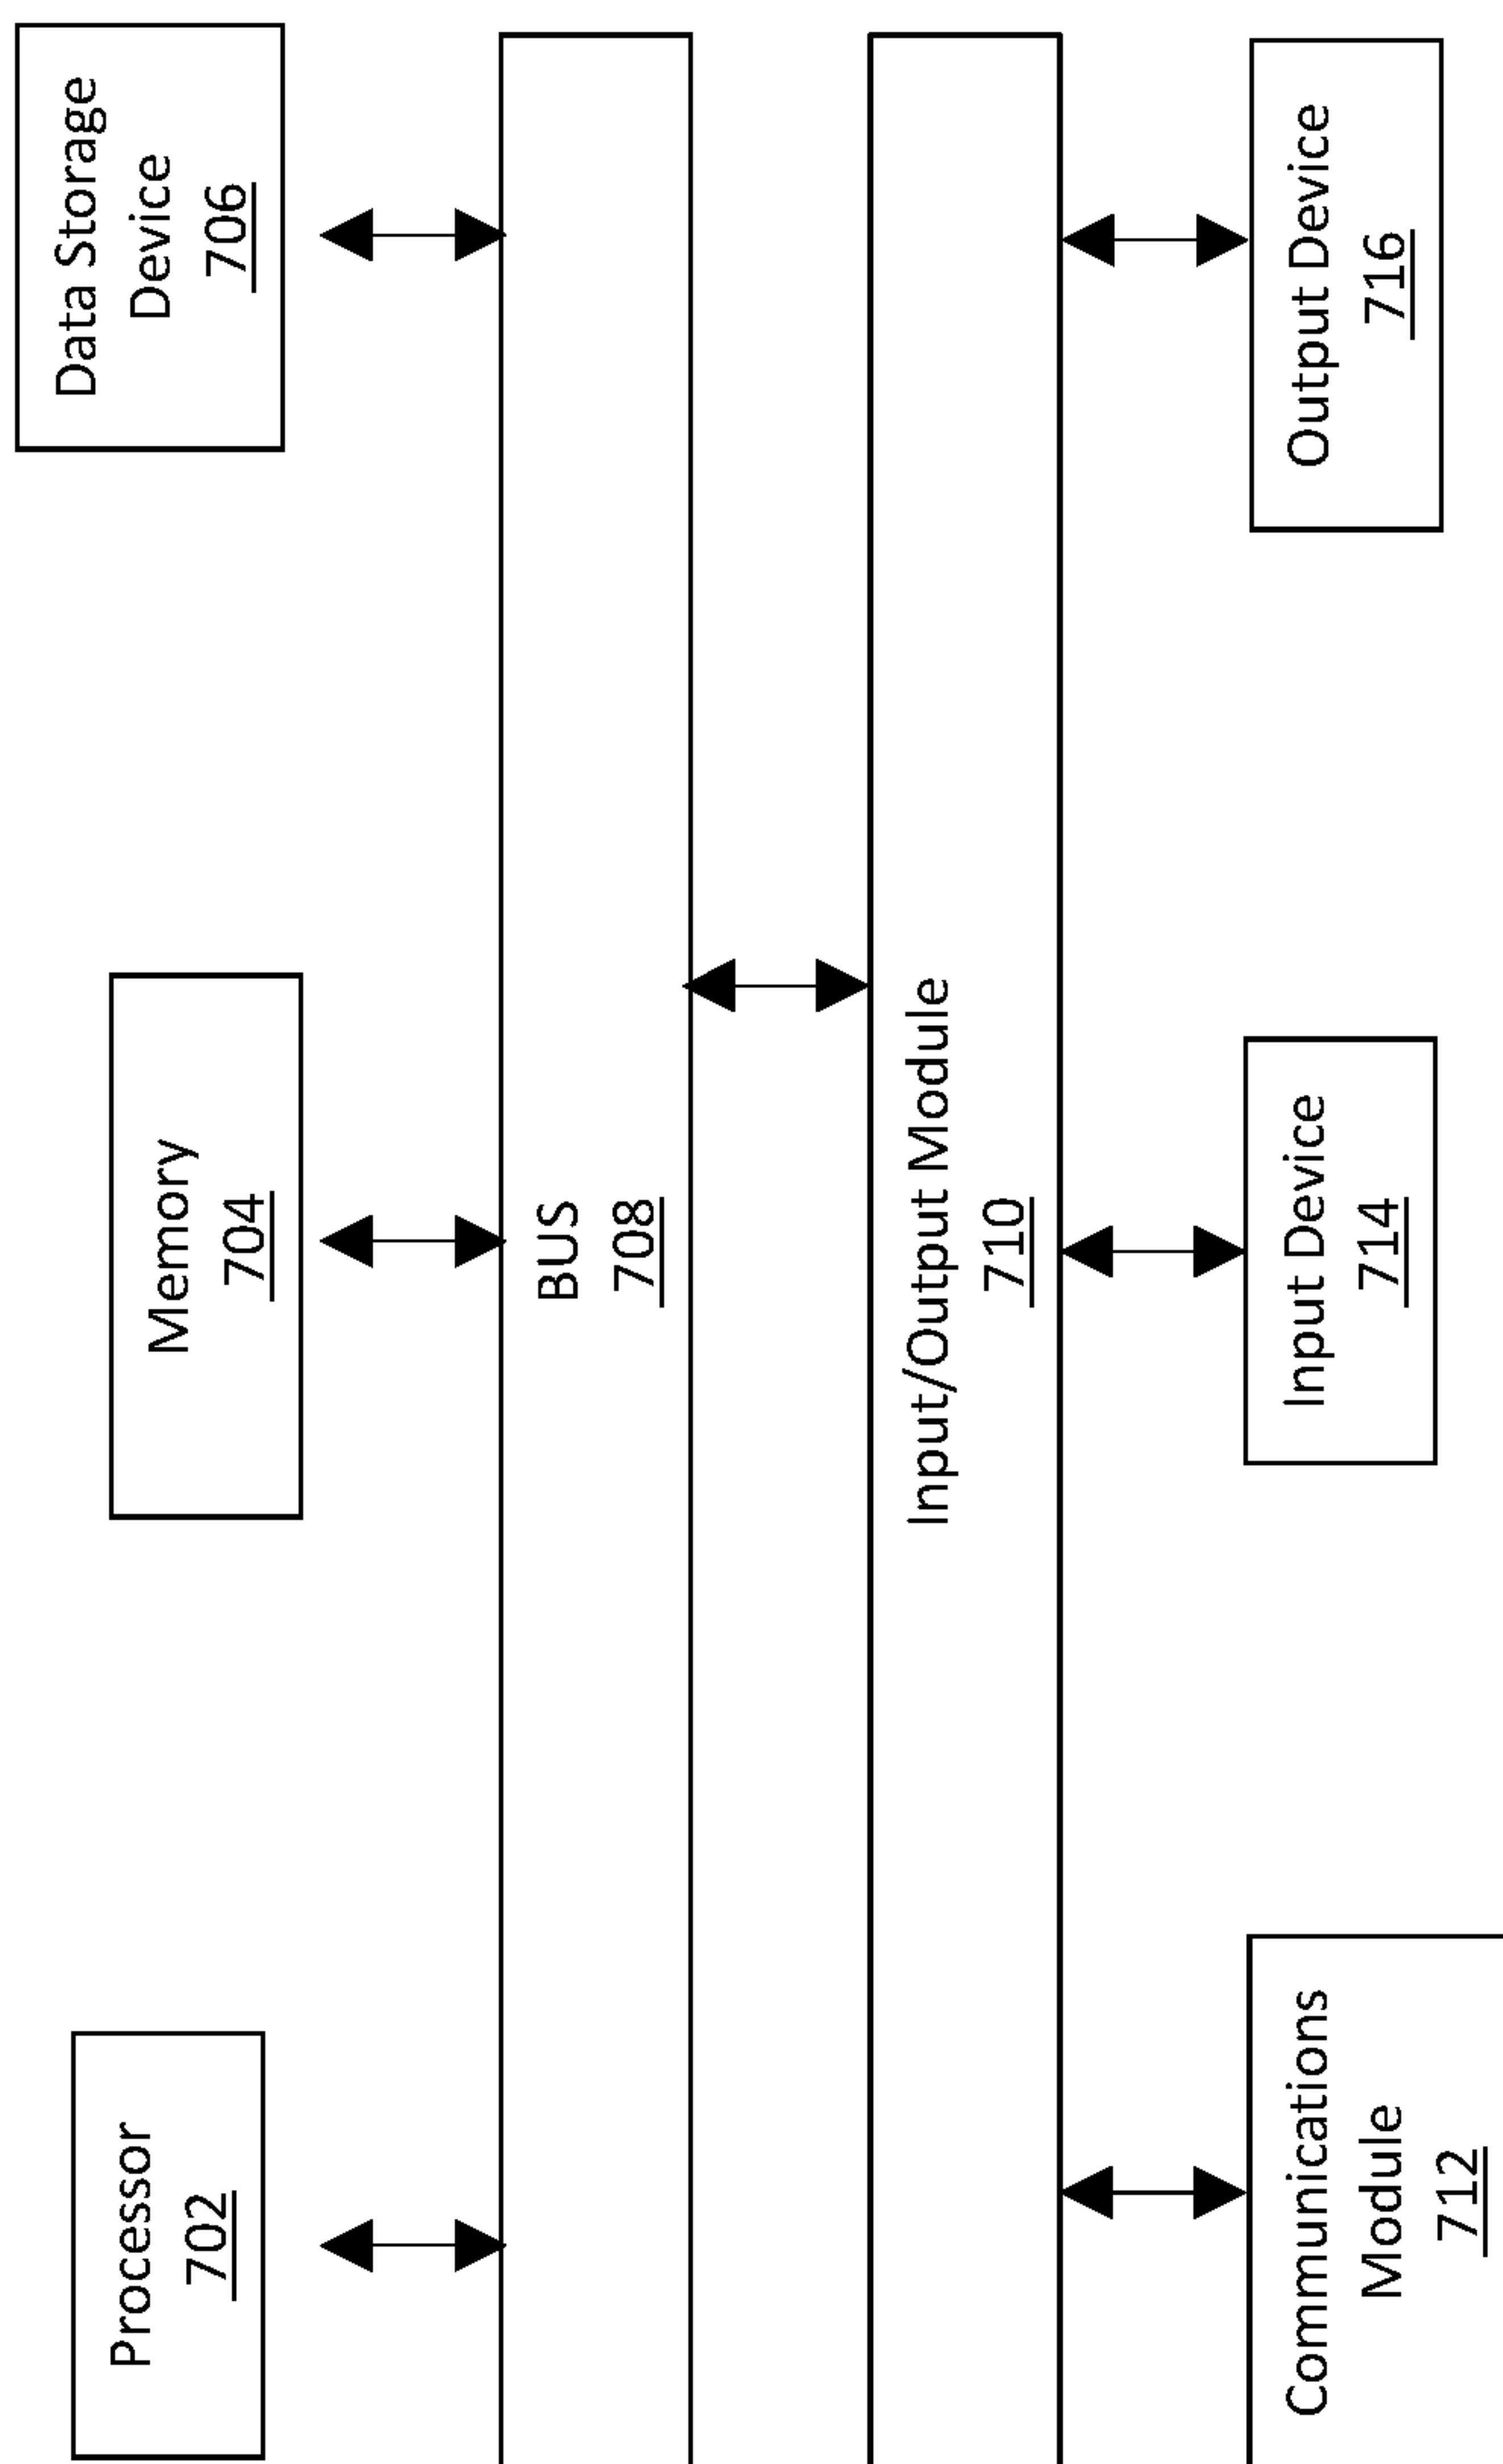 Processor
702
Memory
704
Data Storage
Device
706
BUS
708
Input/Output Module
710
Communications
Module
712
Input Device
714
Output Device
716